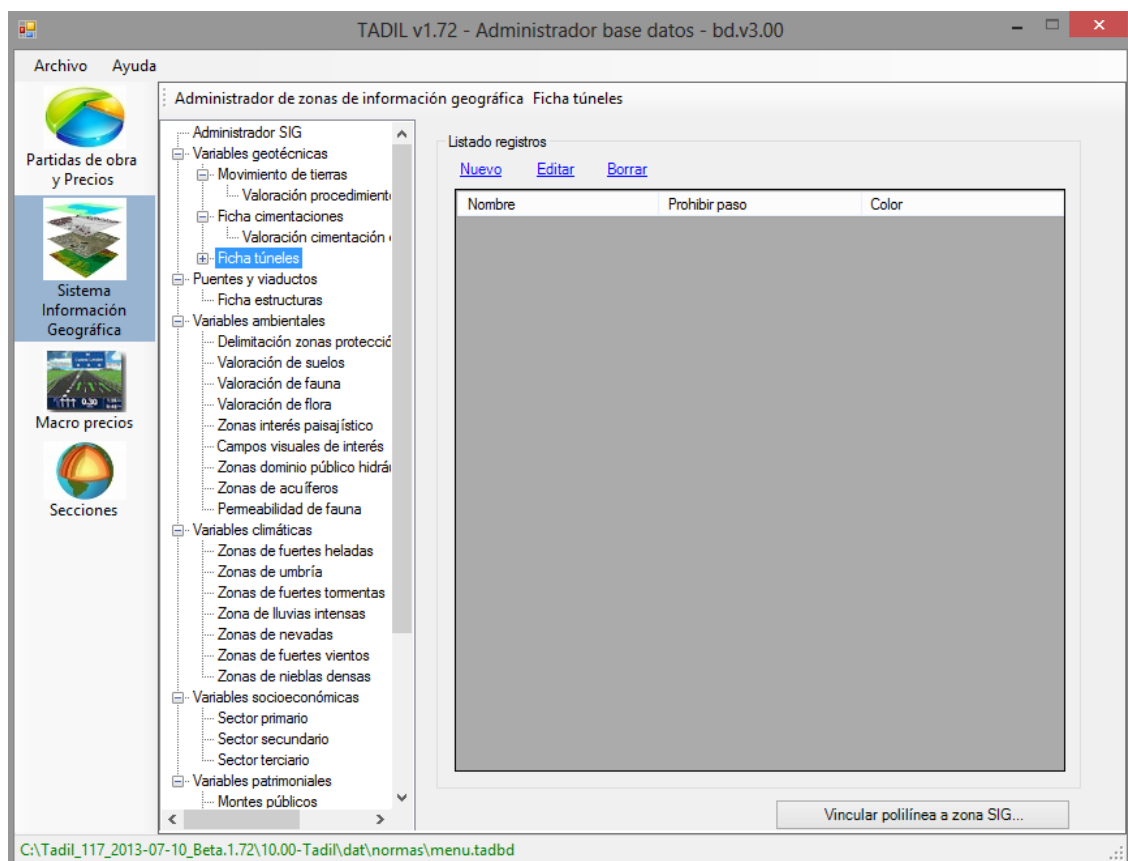 TADIL v1.72 - Administrador base datos - bd.v3.00
Archivo Ayuda
Partidas de obra
y Precios
Sistema
Información
Geográfica
Macro precios
Secciones
Administrador de zonas de información geográfica Ficha túneles
Administrador SIG
Variables geotécnicas
Movimiento de tierras
Valoración procedimient
Ficha cimentaciones
Valoración cimentación
Ficha túneles
Puentes y viaductos
Ficha estructuras
Variables ambientales
Delimitación zonas protecció
Valoración de suelos
Valoración de fauna
Valoración de flora
Zonas interés paisajístico
Campos visuales de interés
Zonas dominio público hidrá
Zonas de acuíferos
Permeabilidad de fauna
Variables climáticas
Zonas de fuertes heladas
Zonas de umbría
Zonas de fuertes tormentas
Zona de lluvias intensas
Zonas de nevadas
Zonas de fuertes vientos
Zonas de nieblas densas
Variables socioeconómicas
Sector primario
Sector secundario
Sector terciario
Variables patrimoniales
Montes públicos
Listado registros
Nuevo Editar Borrar
Nombre Prohibir paso Color
Vincular polilínea a zona SIG...
C:\Tadil_117_2013-07-10_Beta.1.72\10.00-Tadil\dat\normas\menu.tadbd